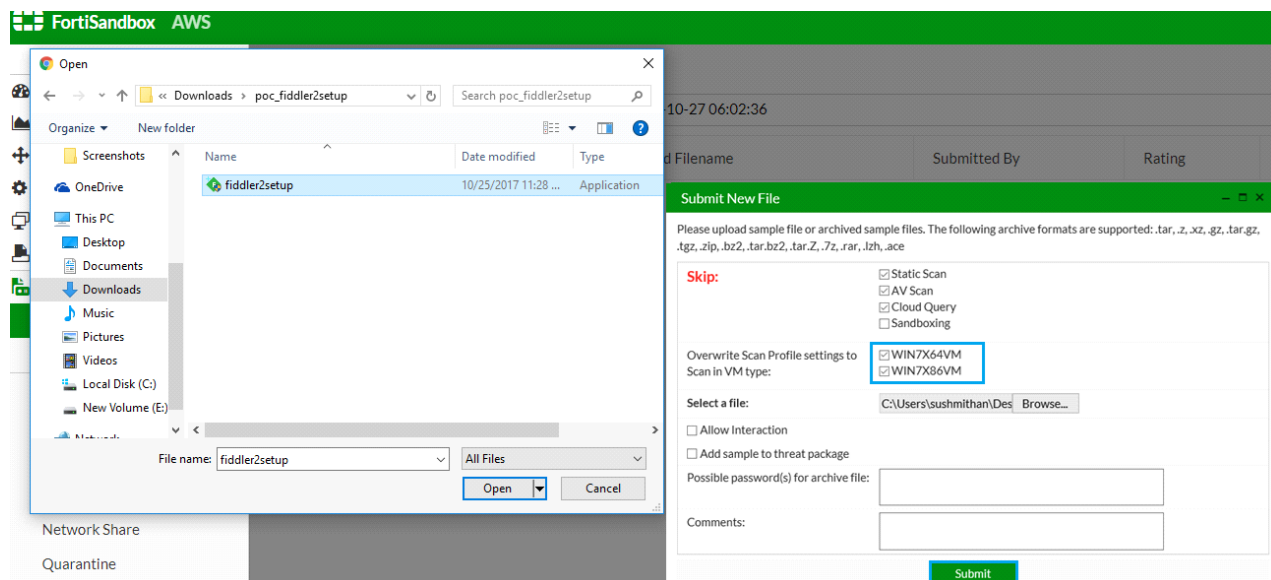 FortiSandbox AWS
Open
« Downloads › poc_fiddler2setup
Search poc_fiddler2setup
Organize
New folder
Name
Date modified
Type
Screenshots
OneDrive
This PC
Desktop
Documents
Downloads
Music
Pictures
Videos
Local Disk (C:)
New Volume (E:)
fiddler2setup
10/25/2017 11:28 ...
Application
File name:
fiddler2setup
All Files
Open
Cancel
Network Share
Quarantine
-10-27 06:02:36
d Filename
Submitted By
Rating
Submit New File
Please upload sample file or archived sample files. The following archive formats are supported: .tar, .z, .xz, .gz, .tar.gz,
.tgz, .zip, .bz2, .tar.bz2, .tar.Z, .7z, .rar, .lzh, .ace
Skip:
Static Scan
AV Scan
Cloud Query
Sandboxing
Overwrite Scan Profile settings to
Scan in VM type:
WIN7X64VM
WIN7X86VM
Select a file:
C:\Users\sushmithan\Des
Browse...
Allow Interaction
Add sample to threat package
Possible password(s) for archive file:
Comments:
Submit